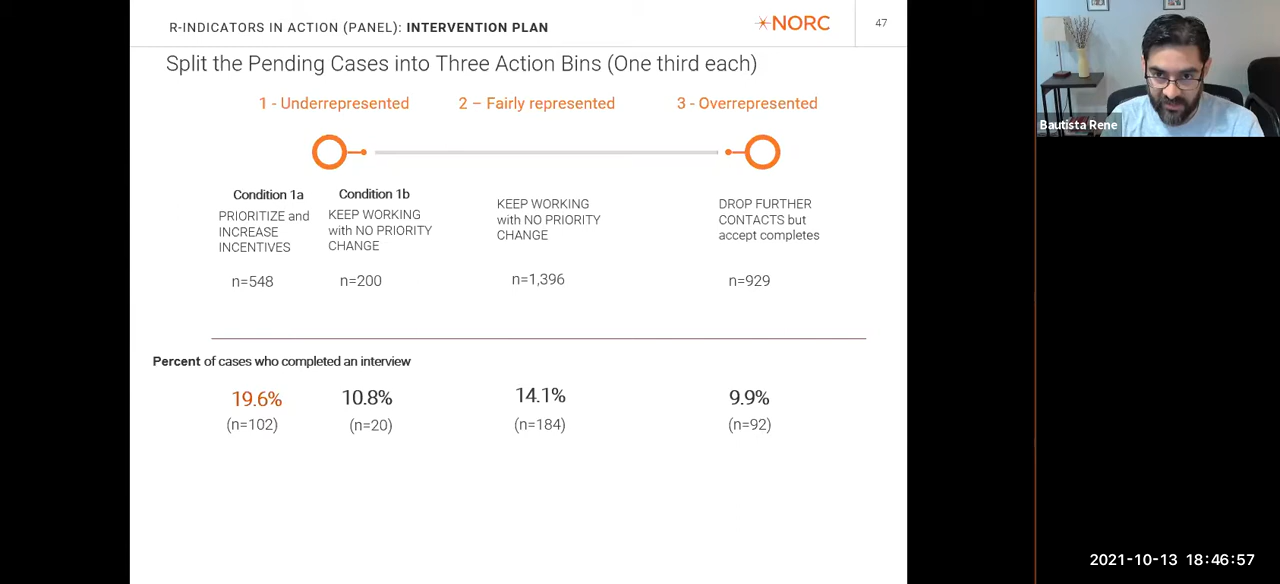 R-INDICATORS IN ACTION (PANEL): INTERVENTION PLAN
NORC
47
Split the Pending Cases into Three Action Bins (One third each)
1 - Underrepresented
2 – Fairly represented
3 - Overrepresented
Condition 1a
PRIORITIZE and
INCREASE
INCENTIVES
n=548
Condition 1b
KEEP WORKING
with NO PRIORITY
CHANGE
n=200
KEEP WORKING
with NO PRIORITY
CHANGE
n=1,396
DROP FURTHER
CONTACTS but
accept completes
n=929
Percent of cases who completed an interview
19.6%
(n=102)
10.8%
(n=20)
14.1%
(n=184)
9.9%
(n=92)
Bautista Rene
2021-10-13 18:46:57